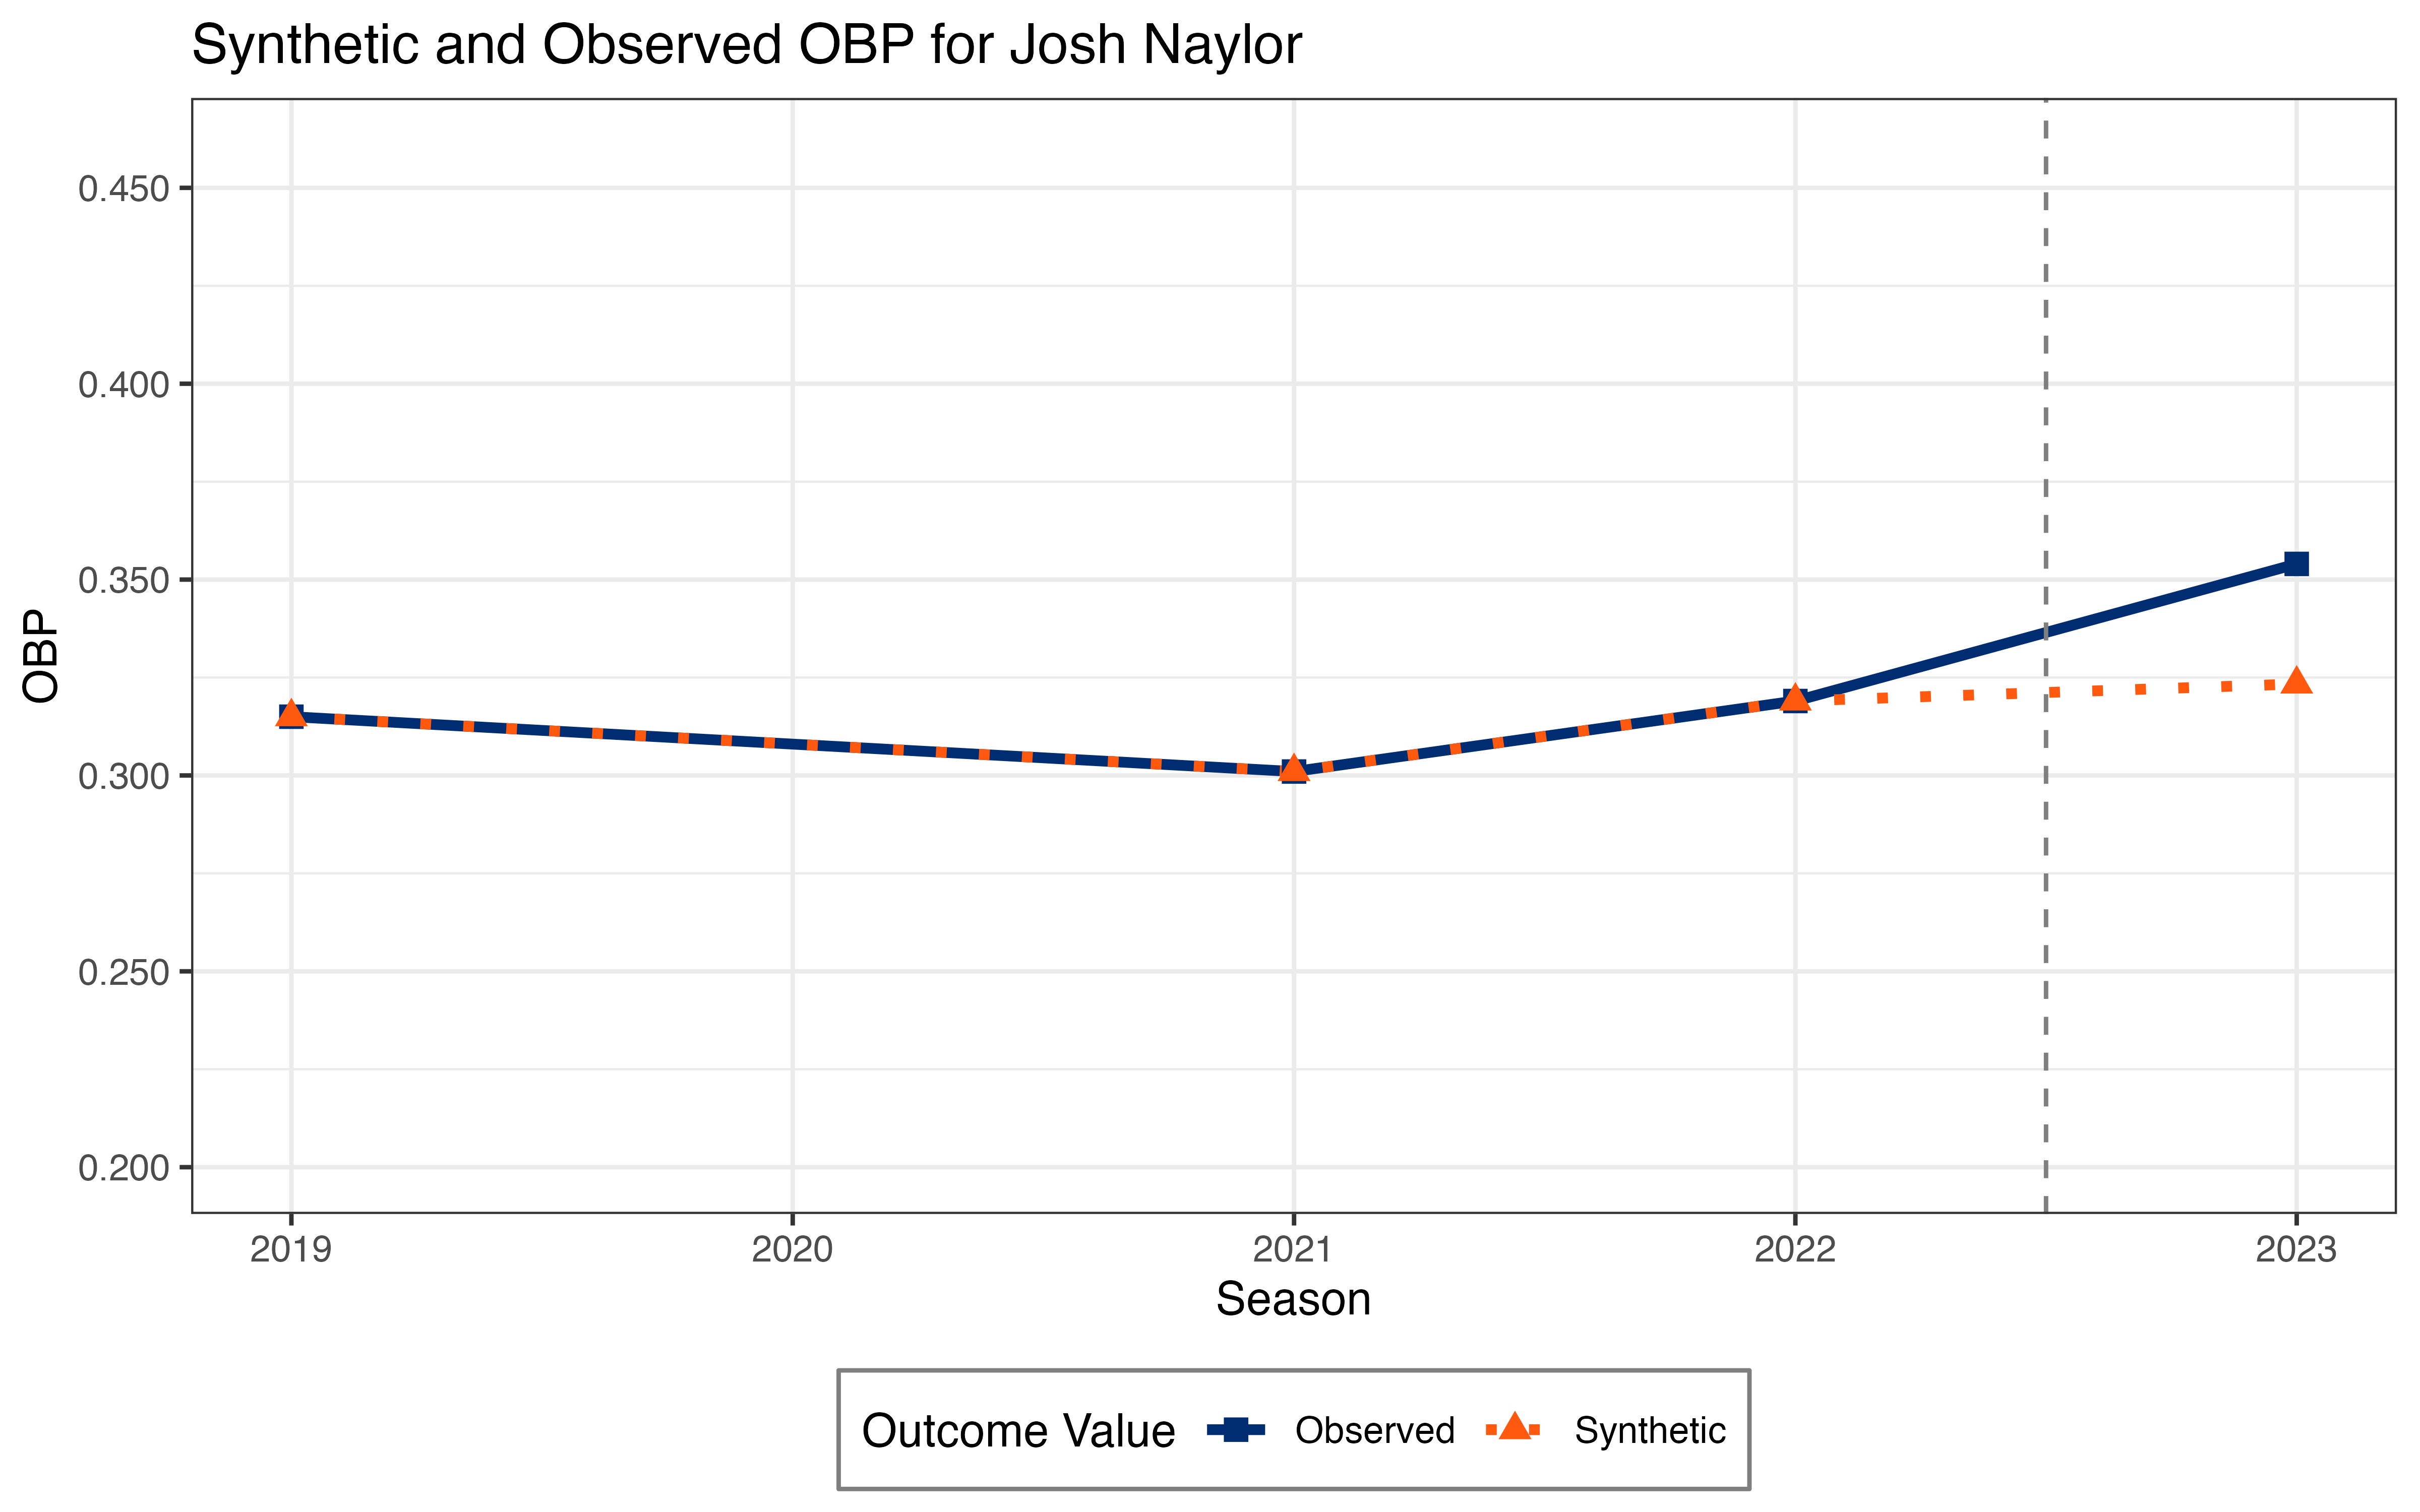 Synthetic and Observed OBP for Josh Naylor
OBP
0.450
0.400
0.350
0.300
0.250
0.200
2019 2020 2021 2022 2023
Season
Outcome Value Observed Synthetic